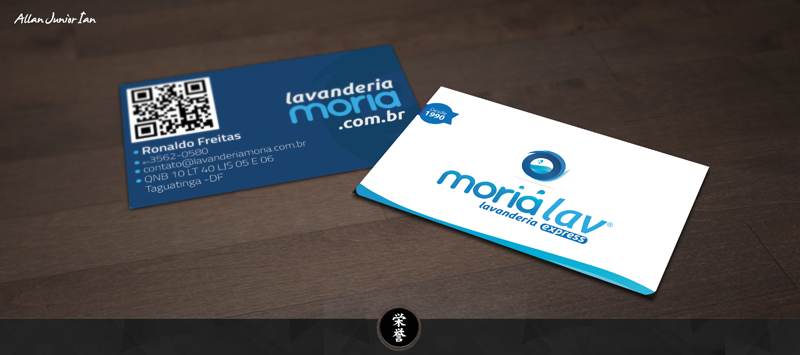 Allan Junior Ian
lavanderia
moria
.com.br
Ronaldo Freitas
3562-0580
contato@lavanderiamoria.com.br
QNB 10 LT 40 LJS 05 E 06
Taguatinga -DF
desde
1990
moriá lav®
lavanderia express
栄
誉